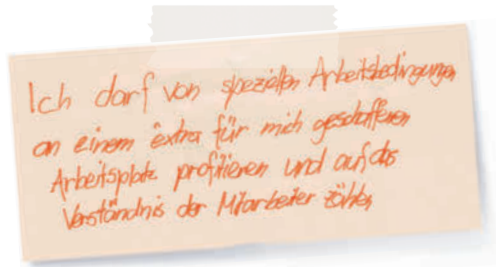 Ich darf von speziellen Arbeitsbedingungen
an einem extra für mich geschaffenen
Arbeitsplatz profitieren und auf das
Verständnis der Mitarbeiter zählen